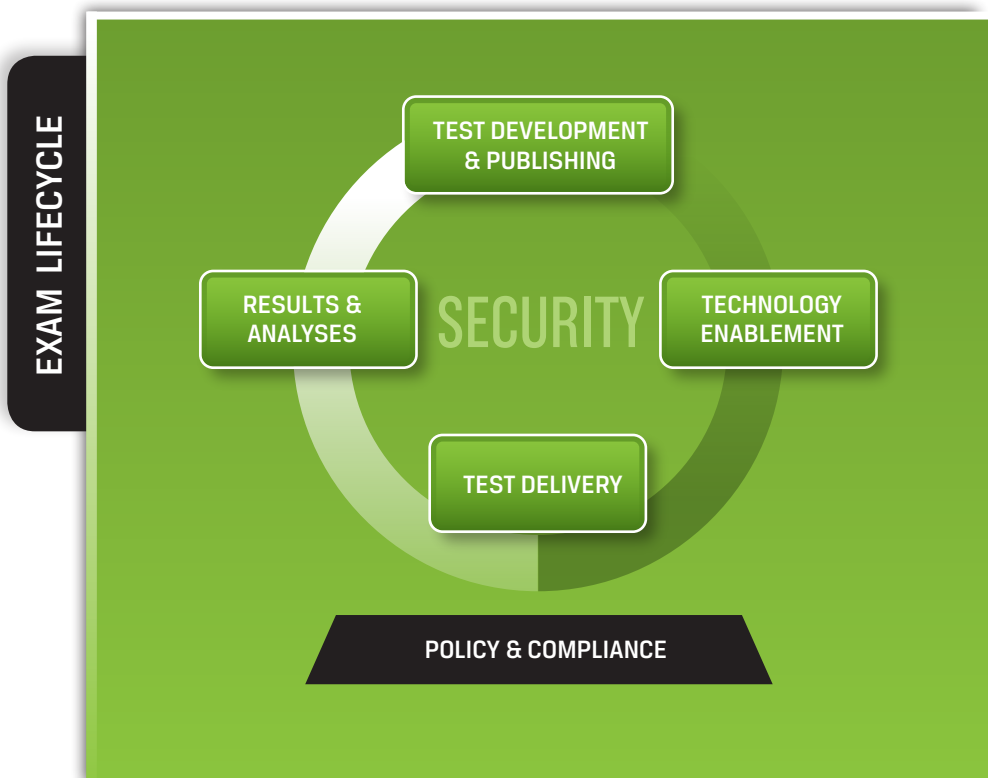 EXAM LIFECYCLE
TEST DEVELOPMENT
& PUBLISHING
RESULTS &
ANALYSES
SECURITY
TECHNOLOGY
ENABLEMENT
TEST DELIVERY
POLICY & COMPLIANCE